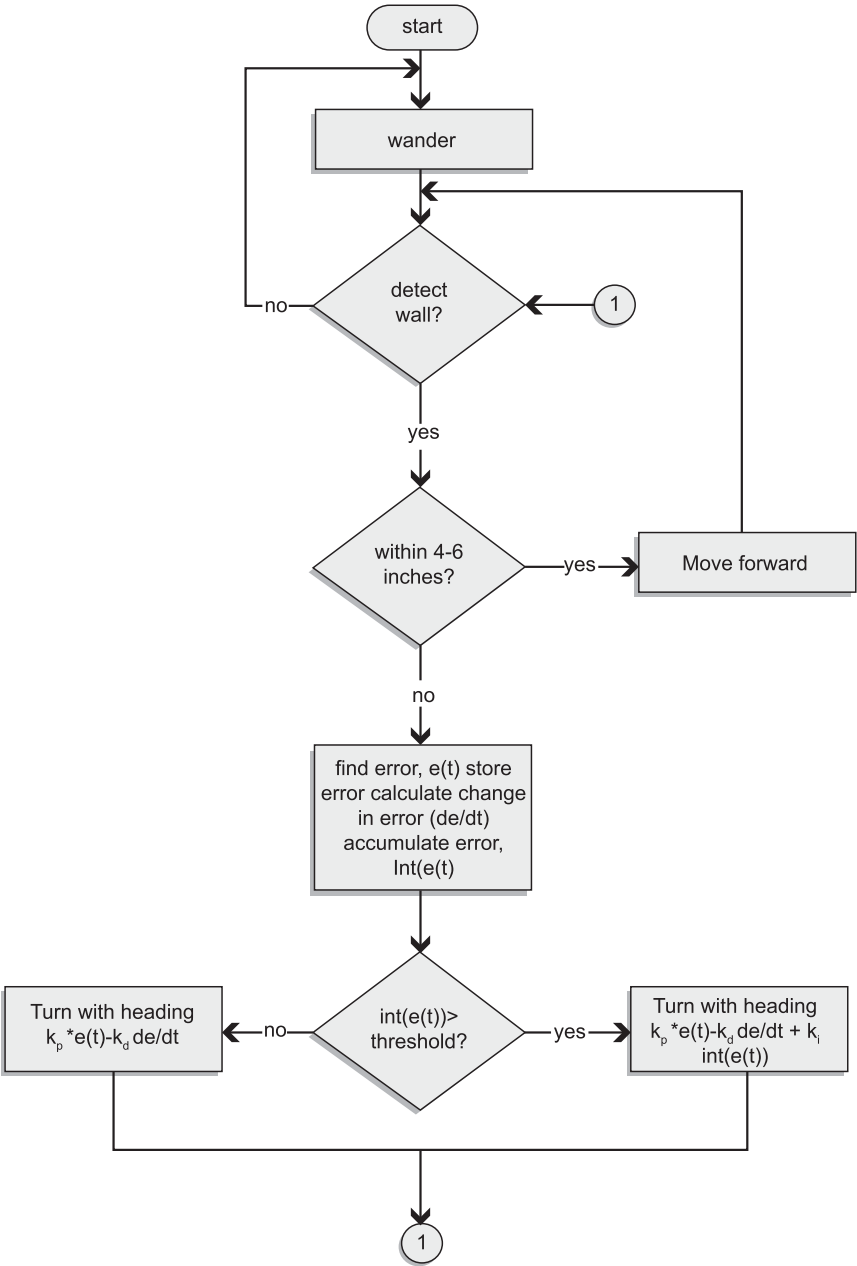 start
wander
detect
wall?
no
1
yes
within 4-6
inches?
yes
Move forward
no
find error, e(t) store
error calculate change
in error (de/dt)
accumulate error,
Int(e(t)
Turn with heading
kp *e(t)-kd de/dt
no
int(e(t))>
threshold?
yes
Turn with heading
kp *e(t)-kd de/dt + ki
int(e(t))
1